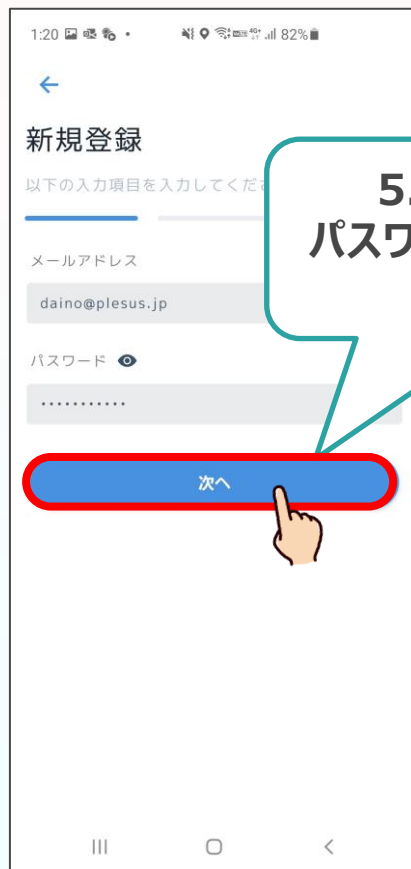 1:20 82%
新規登録
以下の入力項目を入力してくだ
5.
パスワ
メールアドレス
daino@plesus.jp
パスワード
•••••••••••
次へ